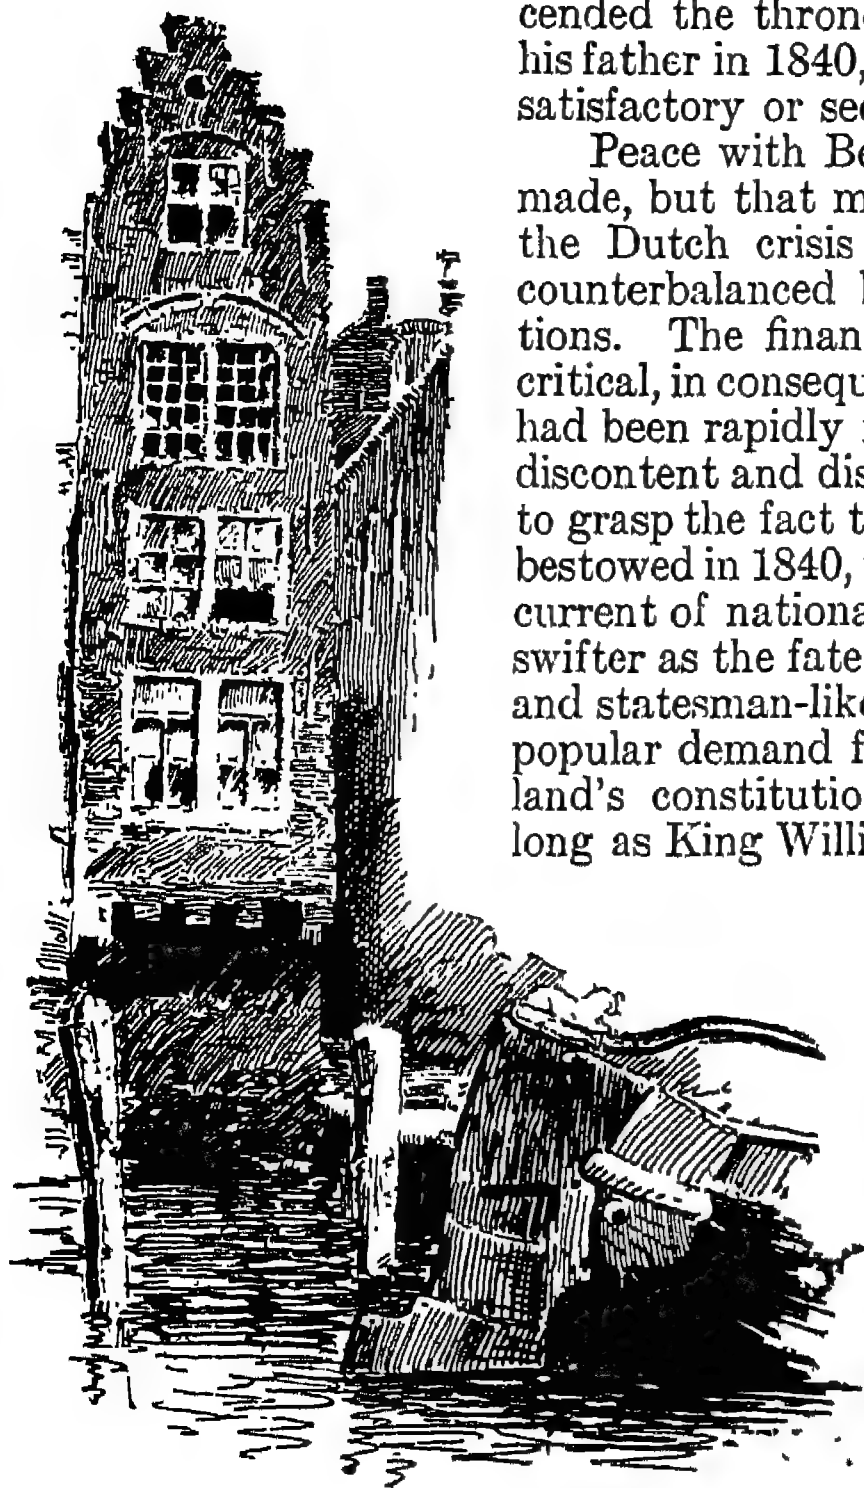 cended the thron
his father in 1840,
satisfactory or se
Peace with Be
made, but that m
the Dutch crisis
counterbalanced
tions. The finan
critical, in consequ
had been rapidly
discontent and dis
to grasp the fact t
bestowed in 1840,
current of nationa
swifter as the fate
and statesman-like
popular demand f
land's constitutio
long as King Willi